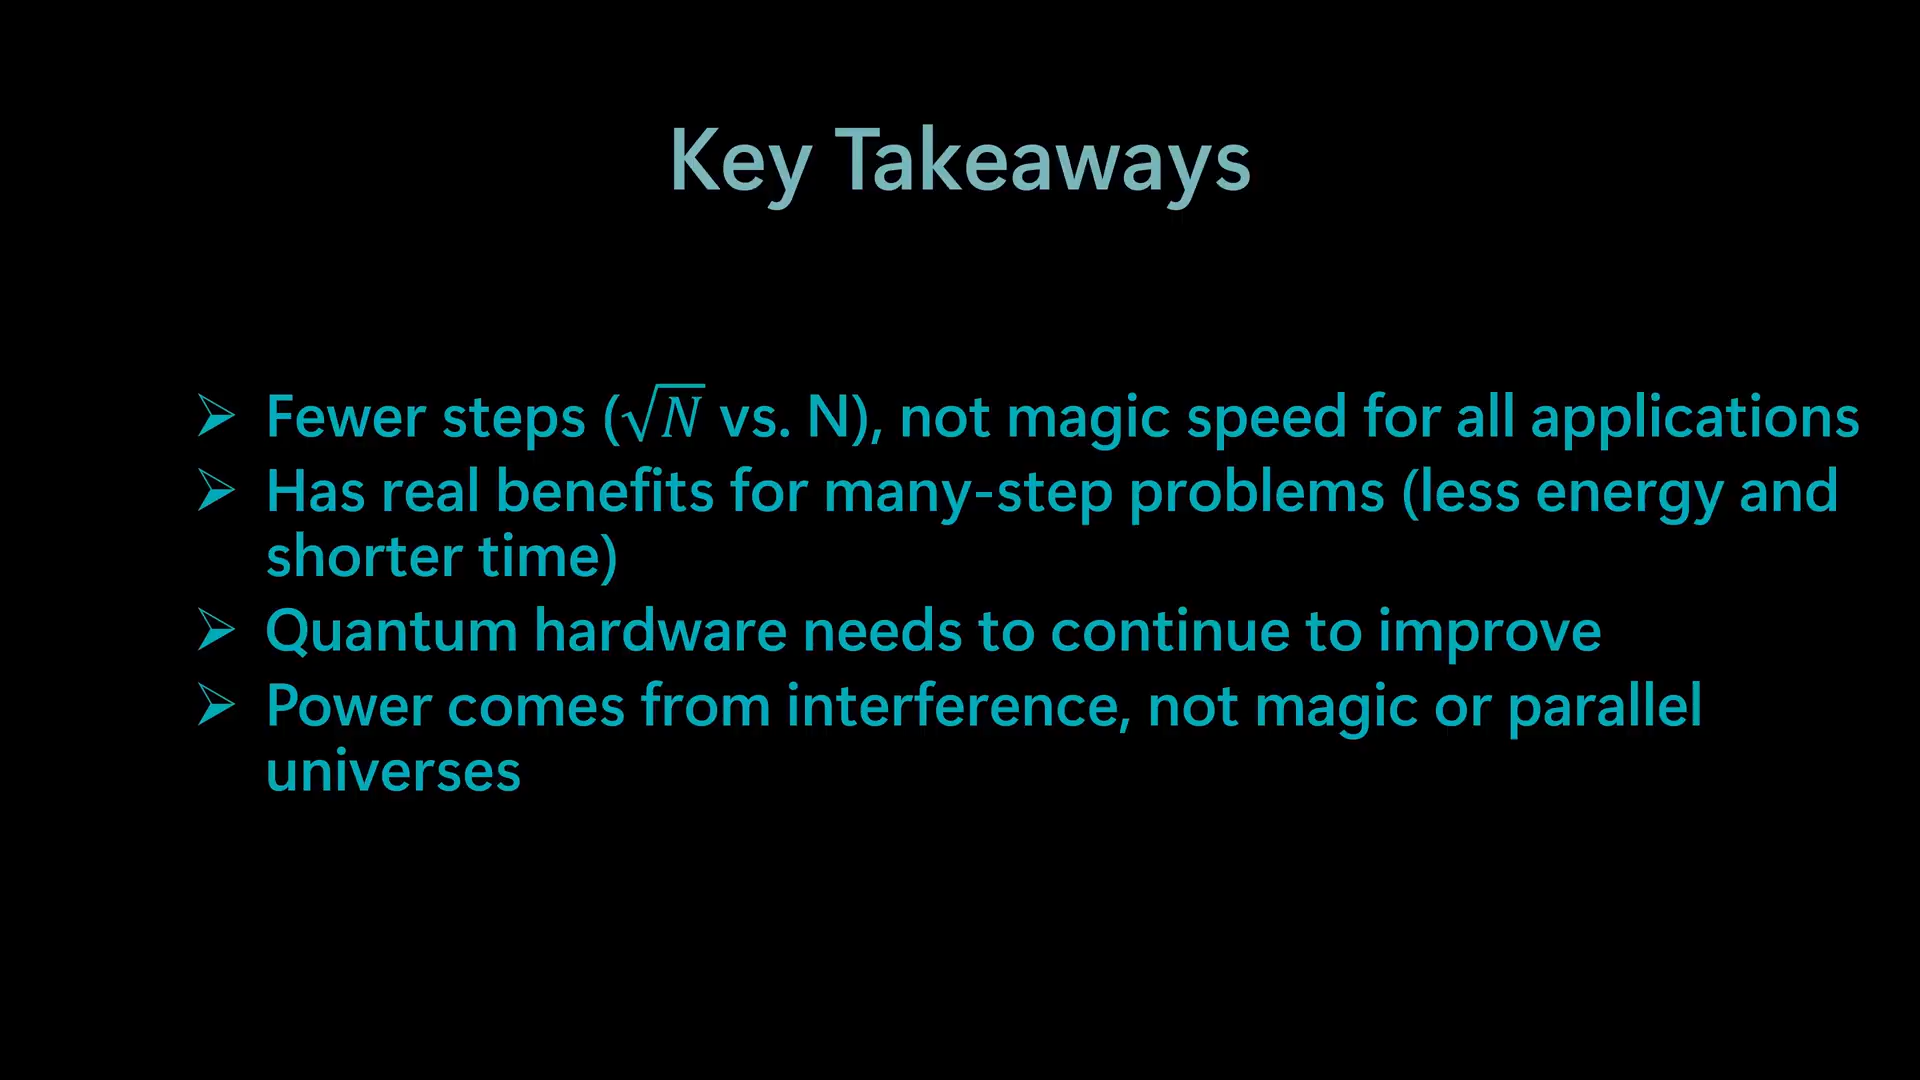 Key Takeaways
➢ Fewer steps (√N vs. N), not magic speed for all applications
➢ Has real benefits for many-step problems (less energy and
shorter time)
➢ Quantum hardware needs to continue to improve
➢ Power comes from interference, not magic or parallel
universes